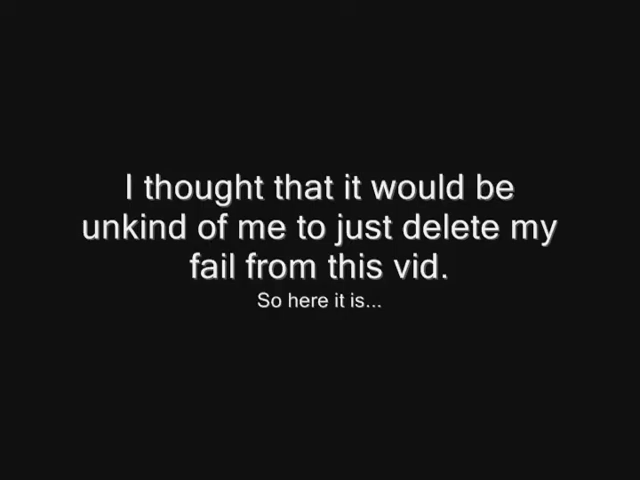 I thought that it would be
unkind of me to just delete my
fail from this vid.
So here it is...